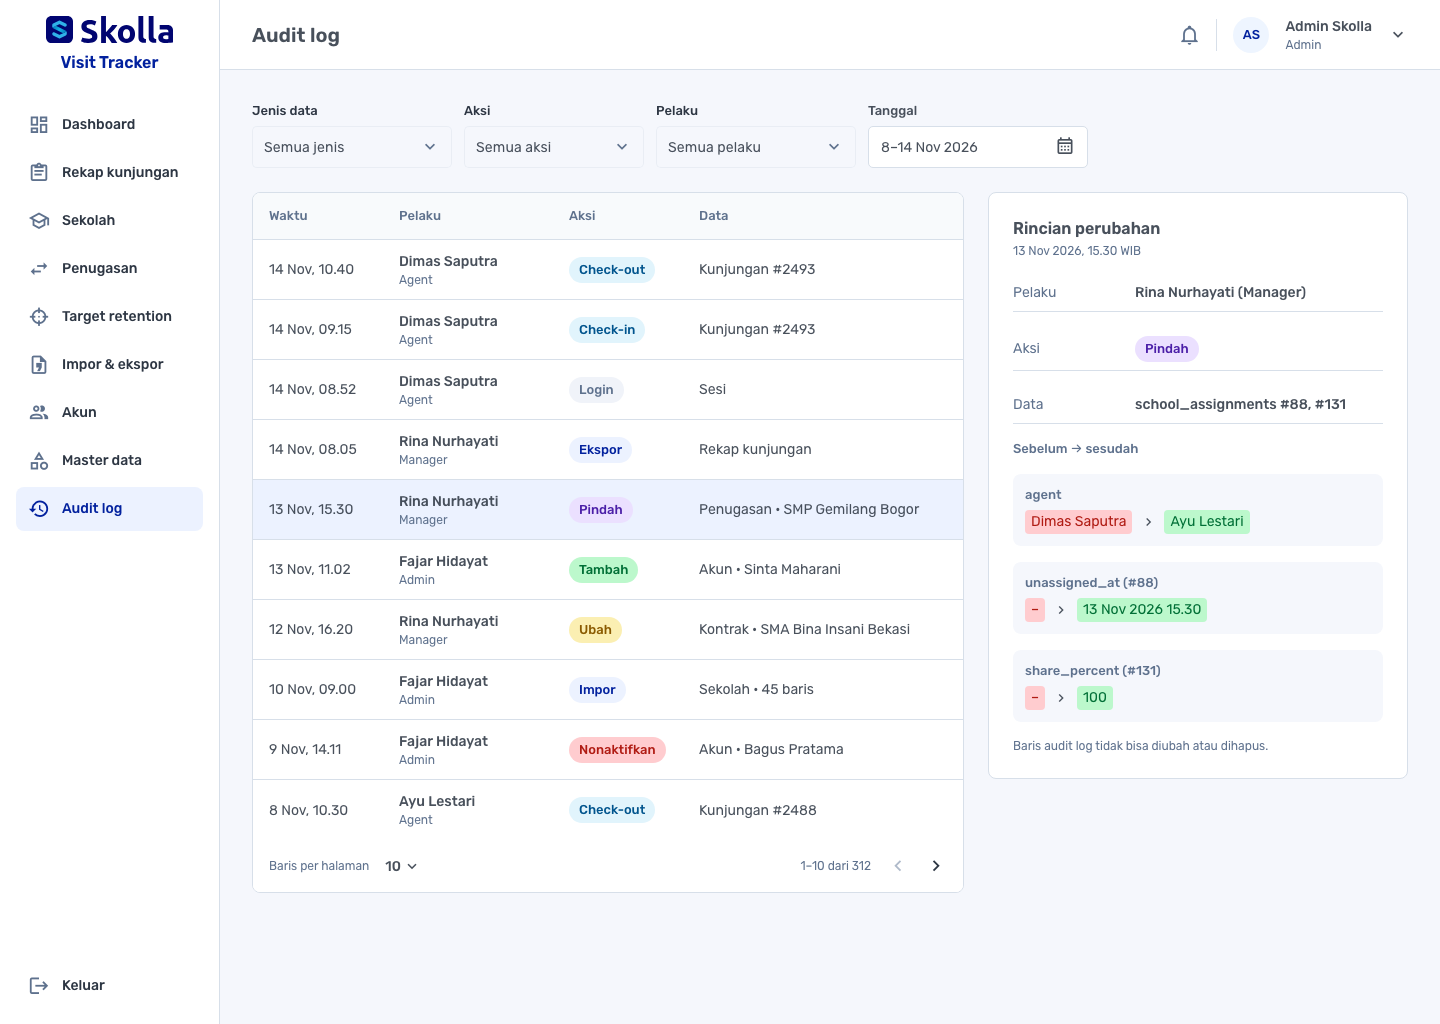 Skolla
Visit Tracker
Dashboard
Rekap kunjungan
Sekolah
Penugasan
Target retention
Impor & ekspor
Akun
Master data
Audit log
Keluar
Audit log
AS
Admin Skolla
Admin
Jenis data
Aksi
Pelaku
Tanggal
Semua jenis
Semua aksi
Semua pelaku
8–14 Nov 2026
Waktu Pelaku Aksi Data
14 Nov, 10.40 Dimas Saputra Check-out Kunjungan #2493
Agent
14 Nov, 09.15 Dimas Saputra Check-in Kunjungan #2493
Agent
14 Nov, 08.52 Dimas Saputra Login Sesi
Agent
14 Nov, 08.05 Rina Nurhayati Ekspor Rekap kunjungan
Manager
13 Nov, 15.30 Rina Nurhayati Pindah Penugasan • SMP Gemilang Bogor
Manager
13 Nov, 11.02 Fajar Hidayat Tambah Akun • Sinta Maharani
Admin
12 Nov, 16.20 Rina Nurhayati Ubah Kontrak • SMA Bina Insani Bekasi
Manager
10 Nov, 09.00 Fajar Hidayat Impor Sekolah • 45 baris
Admin
9 Nov, 14.11 Fajar Hidayat Nonaktifkan Akun • Bagus Pratama
Admin
8 Nov, 10.30 Ayu Lestari Check-out Kunjungan #2488
Agent
Baris per halaman 10
1–10 dari 312
Rincian perubahan
13 Nov 2026, 15.30 WIB
Pelaku Rina Nurhayati (Manager)
Aksi Pindah
Data school_assignments #88, #131
Sebelum → sesudah
agent
Dimas Saputra > Ayu Lestari
unassigned_at (#88)
– > 13 Nov 2026 15.30
share_percent (#131)
– > 100
Baris audit log tidak bisa diubah atau dihapus.